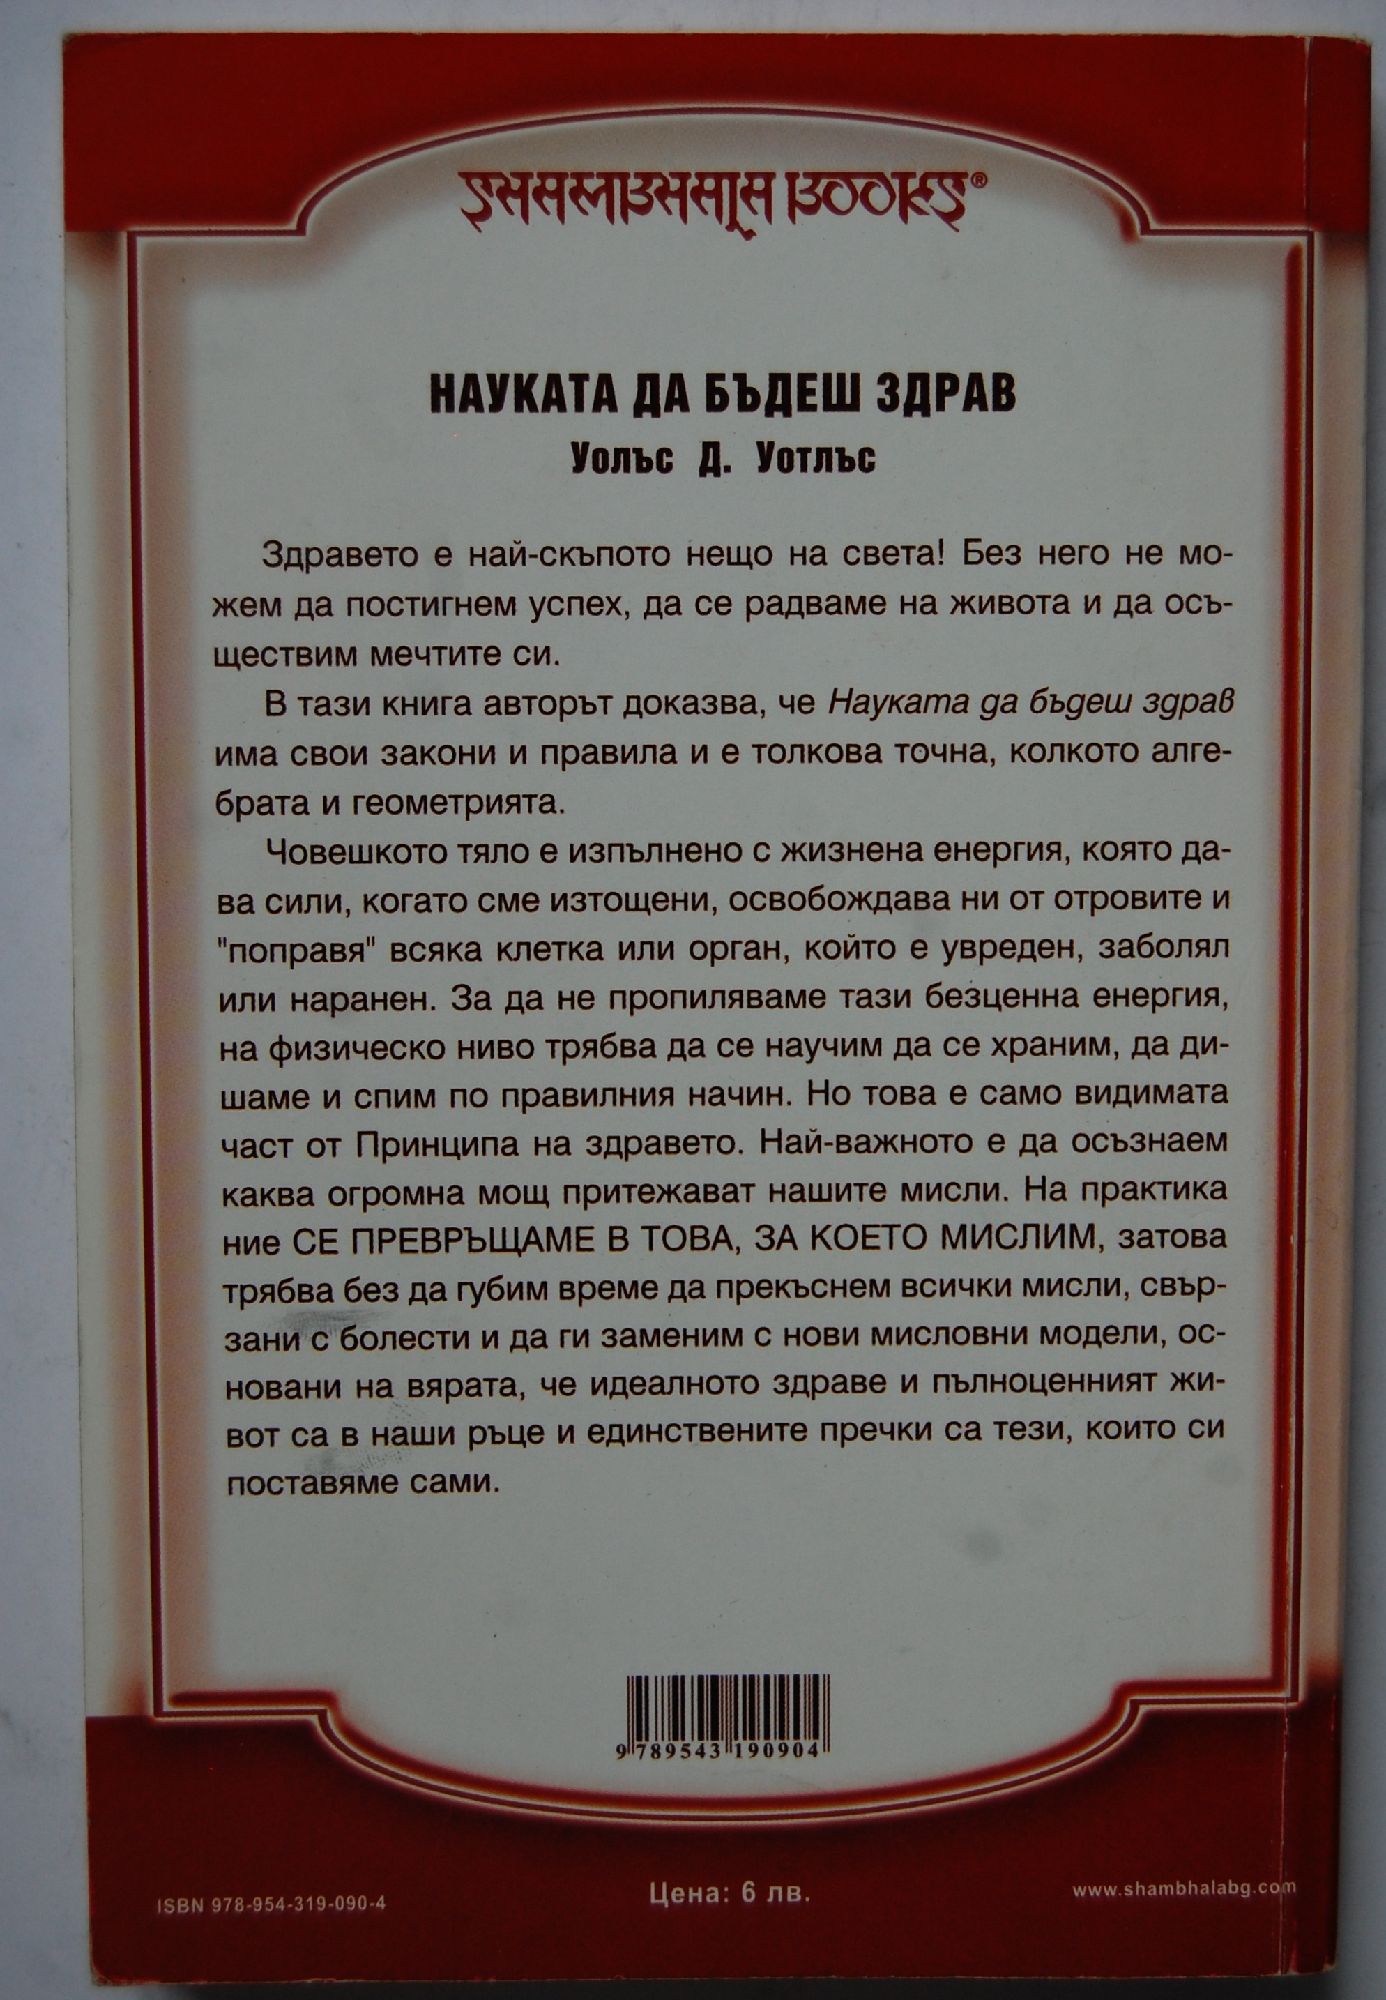 SHAMBHALA BOOKS®
НАУКАТА ДА БЪДЕШ ЗДРАВ
Уолъс Д. Уотлъс
Здравето е най-скъпото нещо на света! Без него не мо-
жем да постигнем успех, да се радваме на живота и да осъ-
ществим мечтите си.
В тази книга авторът доказва, че Науката да бъдеш здрав
има свои закони и правила и е толкова точна, колкото алге-
брата и геометрията.
Човешкото тяло е изпълнено с жизнена енергия, която да-
ва сили, когато сме изтощени, освобождава ни от отровите и
"поправя" всяка клетка или орган, който е увреден, заболял
или наранен. За да не пропиляваме тази безценна енергия,
на физическо ниво трябва да се научим да се храним, да ди-
шаме и спим по правилния начин. Но това е само видимата
част от Принципа на здравето. Най-важното е да осъзнаем
каква огромна мощ притежават нашите мисли. На практика
ние СЕ ПРЕВРЪЩАМЕ В ТОВА, ЗА КОЕТО МИСЛИМ, затова
трябва без да губим време да прекъснем всички мисли, свър-
зани с болести и да ги заменим с нови мисловни модели, ос-
новани на вярата, че идеалното здраве и пълноценният жи-
вот са в наши ръце и единствените пречки са тези, които си
поставяме сами.
9 789543 190904
ISBN 978-954-319-090-4
Цена: 6 лв.
www.shambhalabg.com